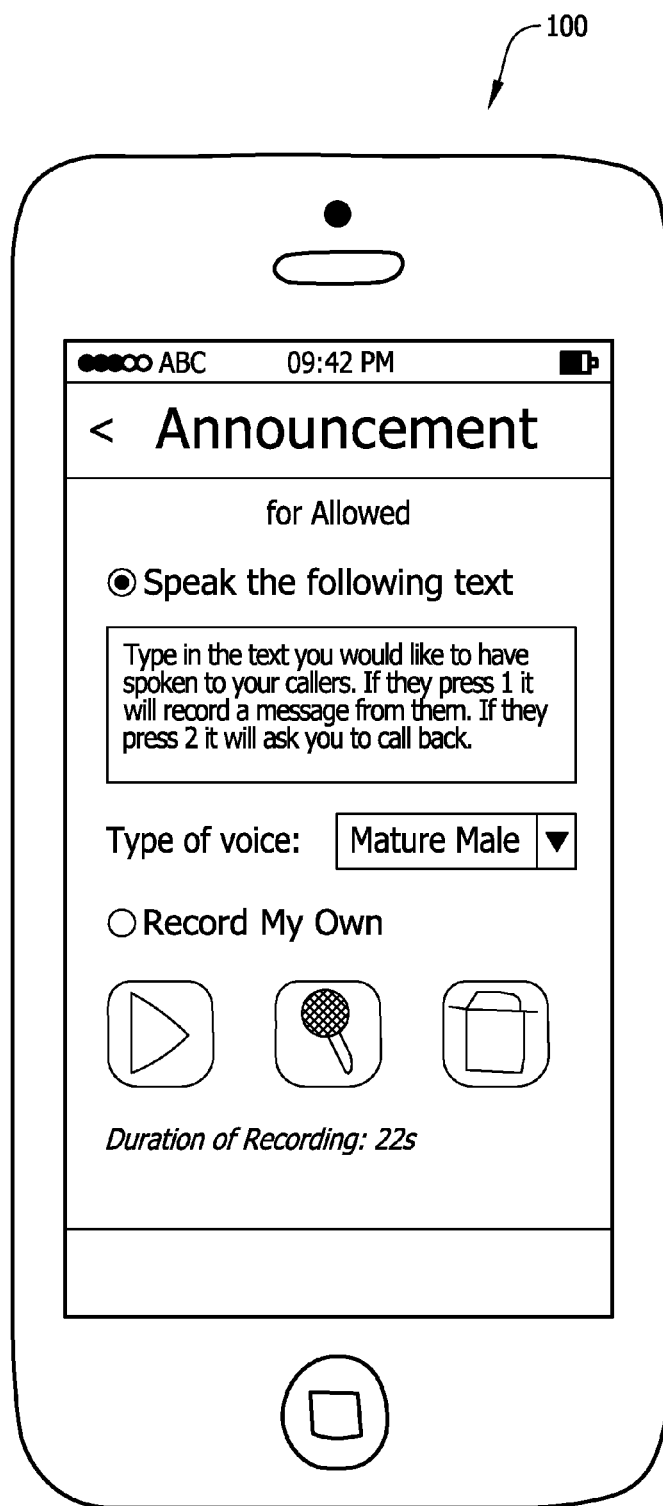 100
ABC 09:42 PM
< Announcement
for Allowed
Speak the following text
Type in the text you would like to have
spoken to your callers. If they press 1 it
will record a message from them. If they
press 2 it will ask you to call back.
Type of voice: Mature Male
Record My Own
Duration of Recording: 22s